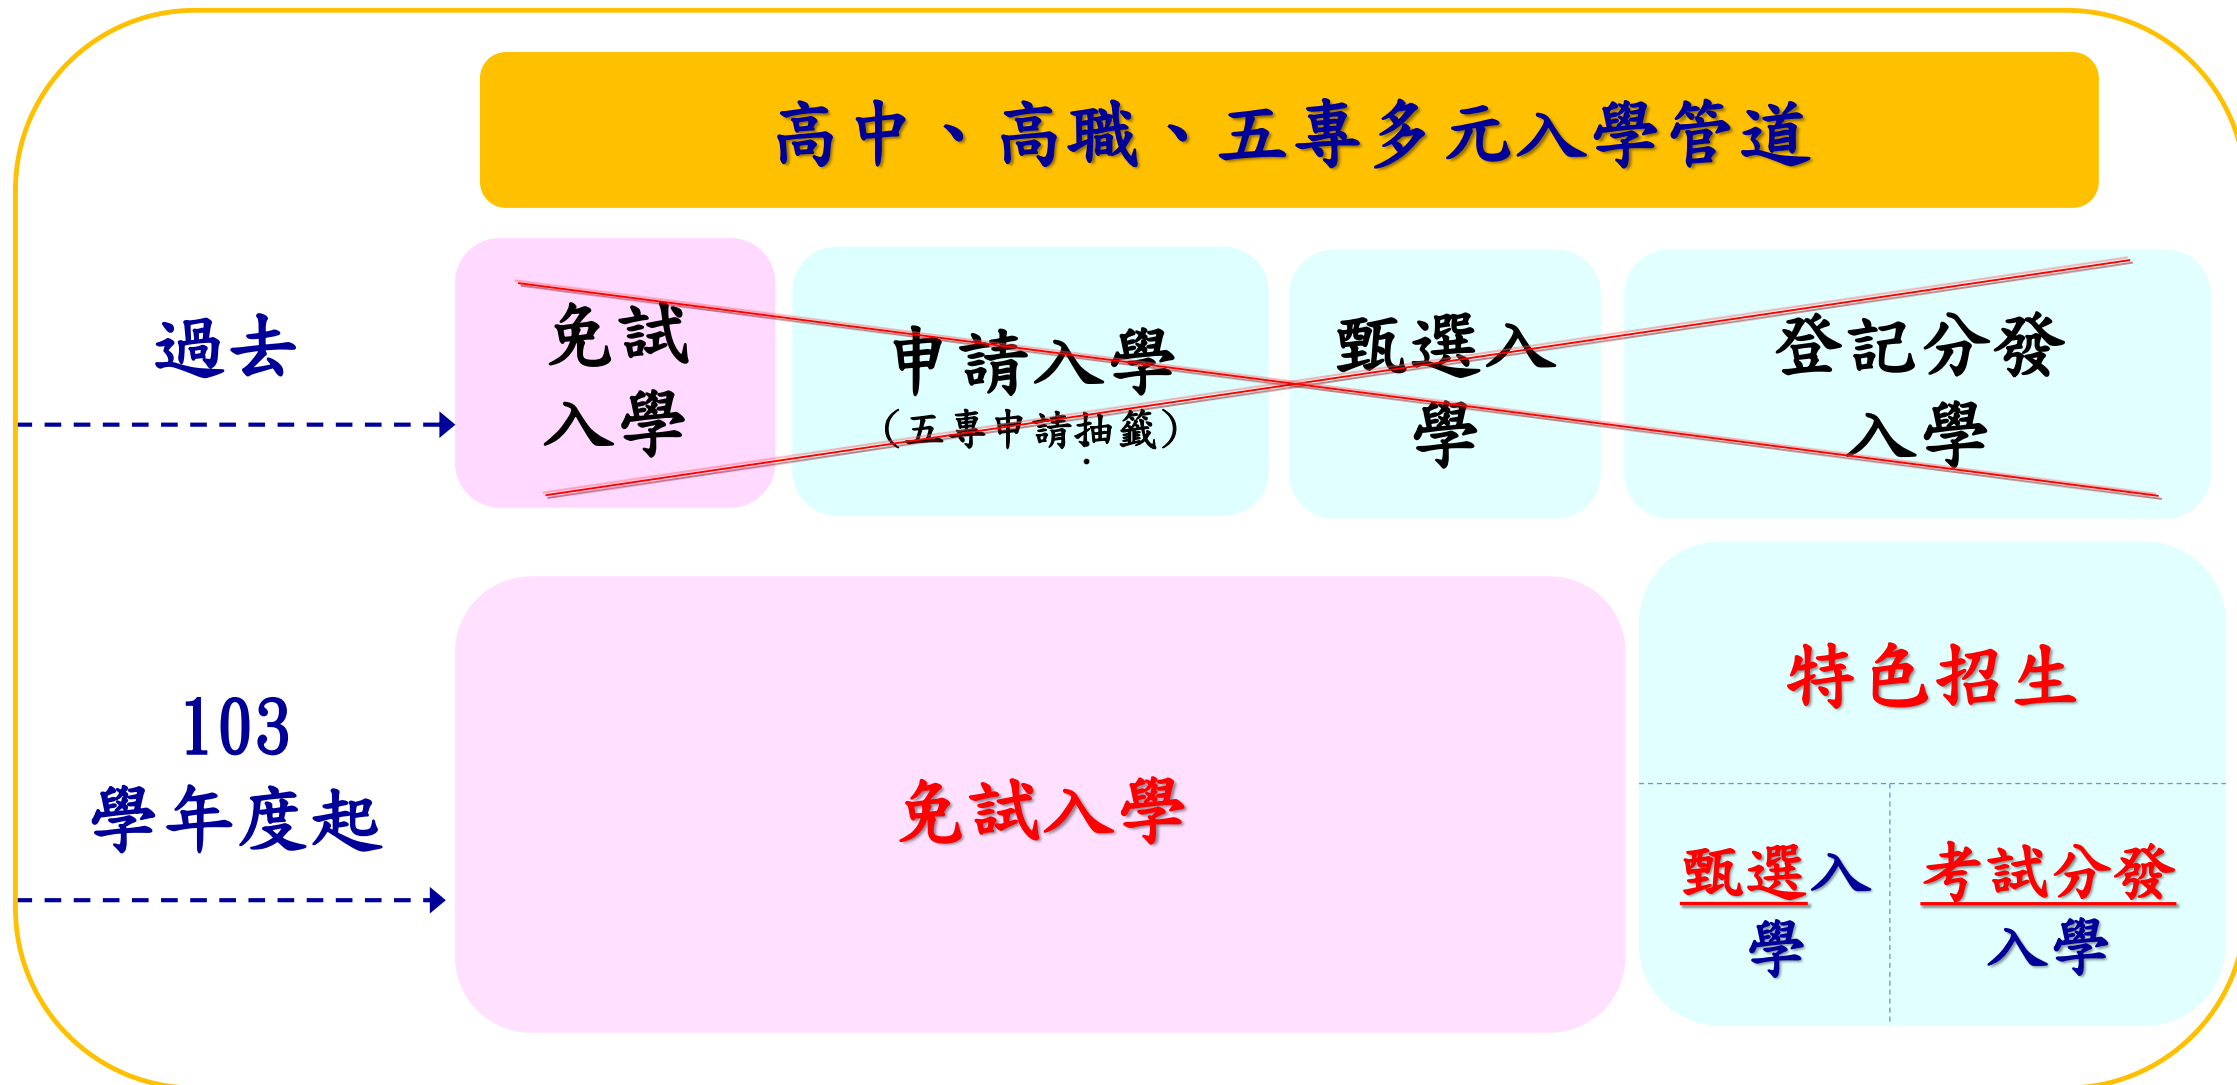 高中、高職、五專多元入學管道
過去
免試
入學
申請入學
(五專申請抽籤)
甄選入
學
登記分發
入學
103
學年度起
免試入學
特色招生
甄選入
學
考試分發
入學